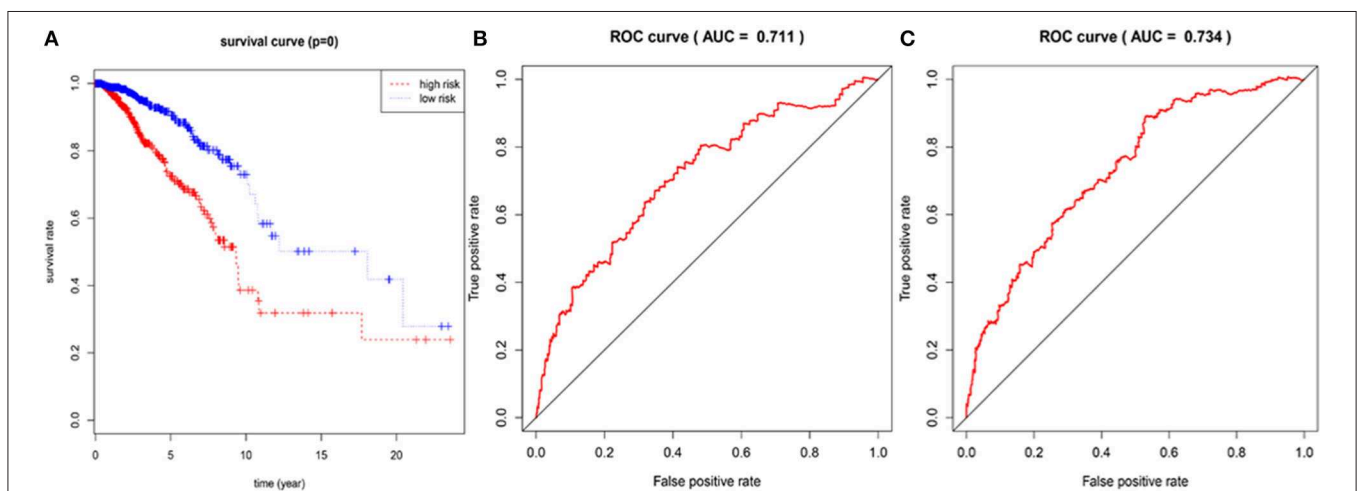 A
survival curve (p=0)
survival rate
1.0
0.8
0.6
0.4
0.2
0.0
high risk
low risk
0 5 10 15 20
time (year)
B
ROC curve ( AUC = 0.711 )
True positive rate
1.0
0.8
0.6
0.4
0.2
0.0
0.0 0.2 0.4 0.6 0.8 1.0
False positive rate
C
ROC curve ( AUC = 0.734 )
True positive rate
1.0
0.8
0.6
0.4
0.2
0.0
0.0 0.2 0.4 0.6 0.8 1.0
False positive rate